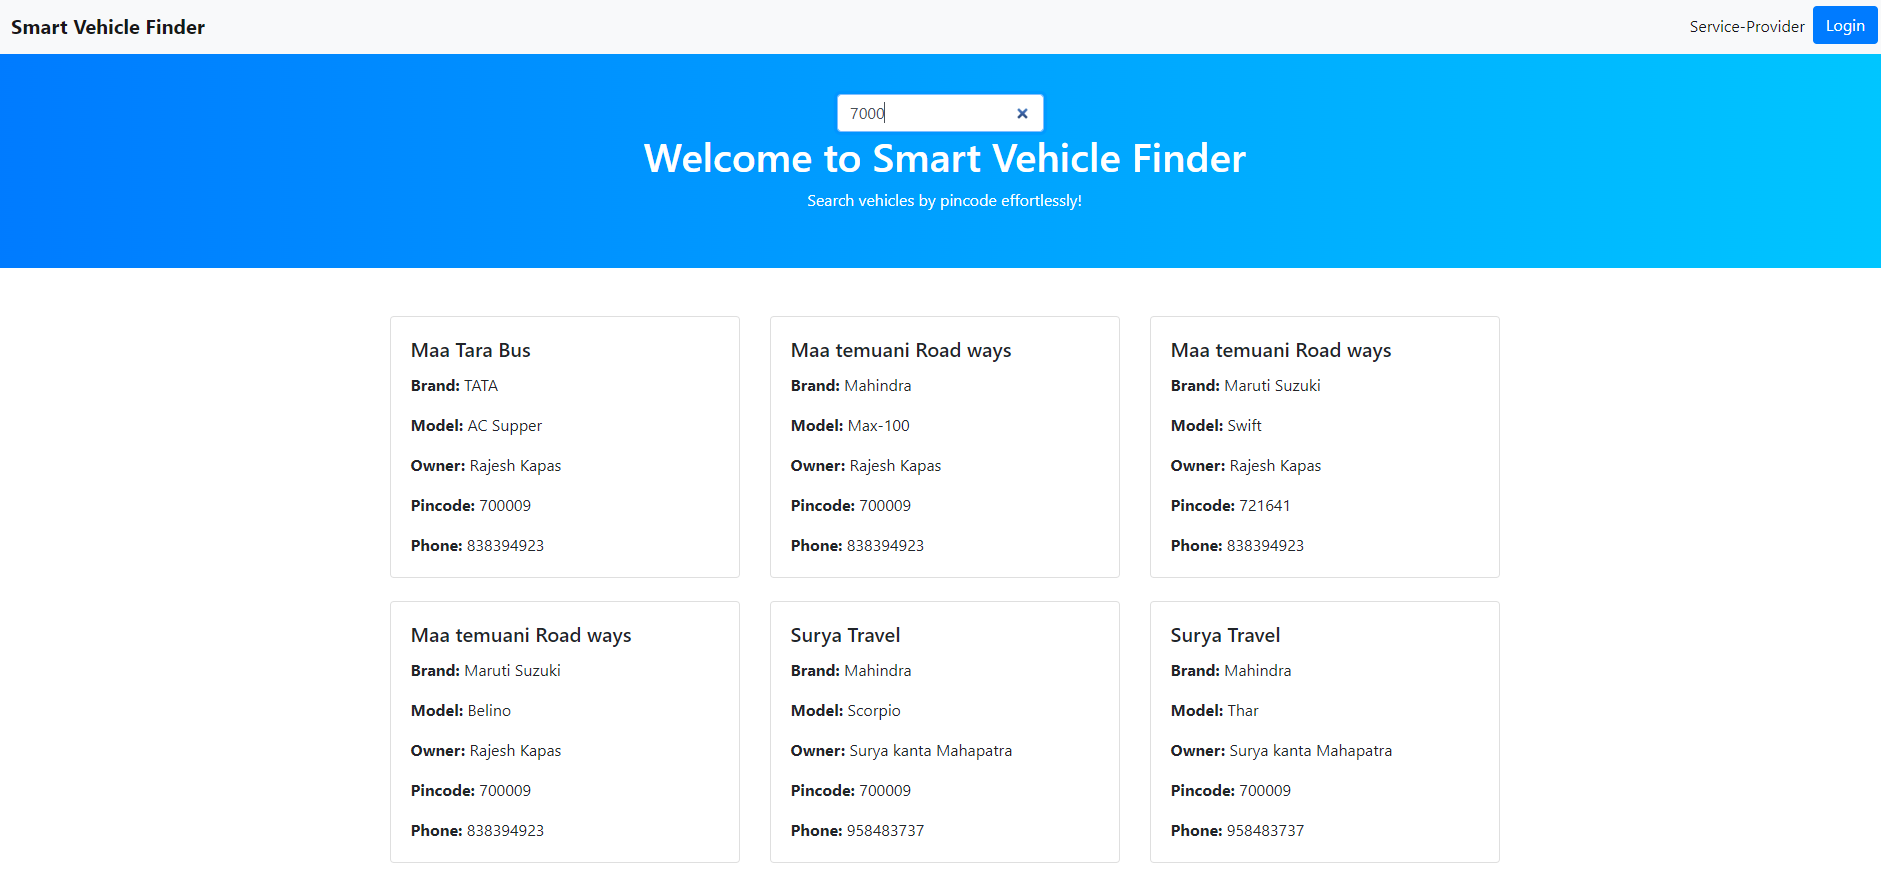 Smart Vehicle Finder
Service-Provider
Login
7000
Welcome to Smart Vehicle Finder
Search vehicles by pincode effortlessly!
Maa Tara Bus
Brand: TATA
Model: AC Supper
Owner: Rajesh Kapas
Pincode: 700009
Phone: 838394923
Maa temuani Road ways
Brand: Mahindra
Model: Max-100
Owner: Rajesh Kapas
Pincode: 700009
Phone: 838394923
Maa temuani Road ways
Brand: Maruti Suzuki
Model: Swift
Owner: Rajesh Kapas
Pincode: 721641
Phone: 838394923
Maa temuani Road ways
Brand: Maruti Suzuki
Model: Belino
Owner: Rajesh Kapas
Pincode: 700009
Phone: 838394923
Surya Travel
Brand: Mahindra
Model: Scorpio
Owner: Surya kanta Mahapatra
Pincode: 700009
Phone: 958483737
Surya Travel
Brand: Mahindra
Model: Thar
Owner: Surya kanta Mahapatra
Pincode: 700009
Phone: 958483737